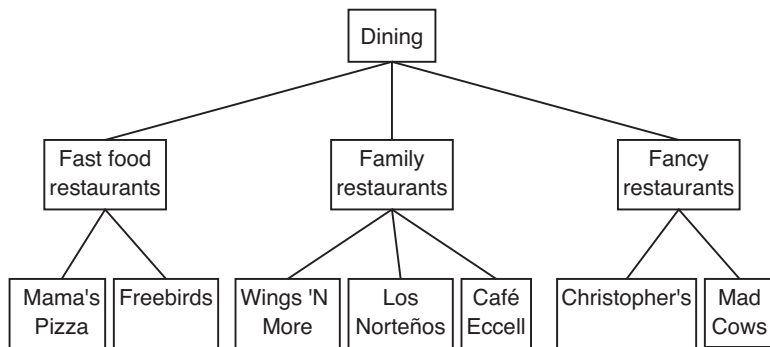 Dining
Fast food
restaurants
Family
restaurants
Fancy
restaurants
Mama's
Pizza
Freebirds
Wings 'N
More
Los
Norteños
Café
Eccell
Christopher's
Mad
Cows